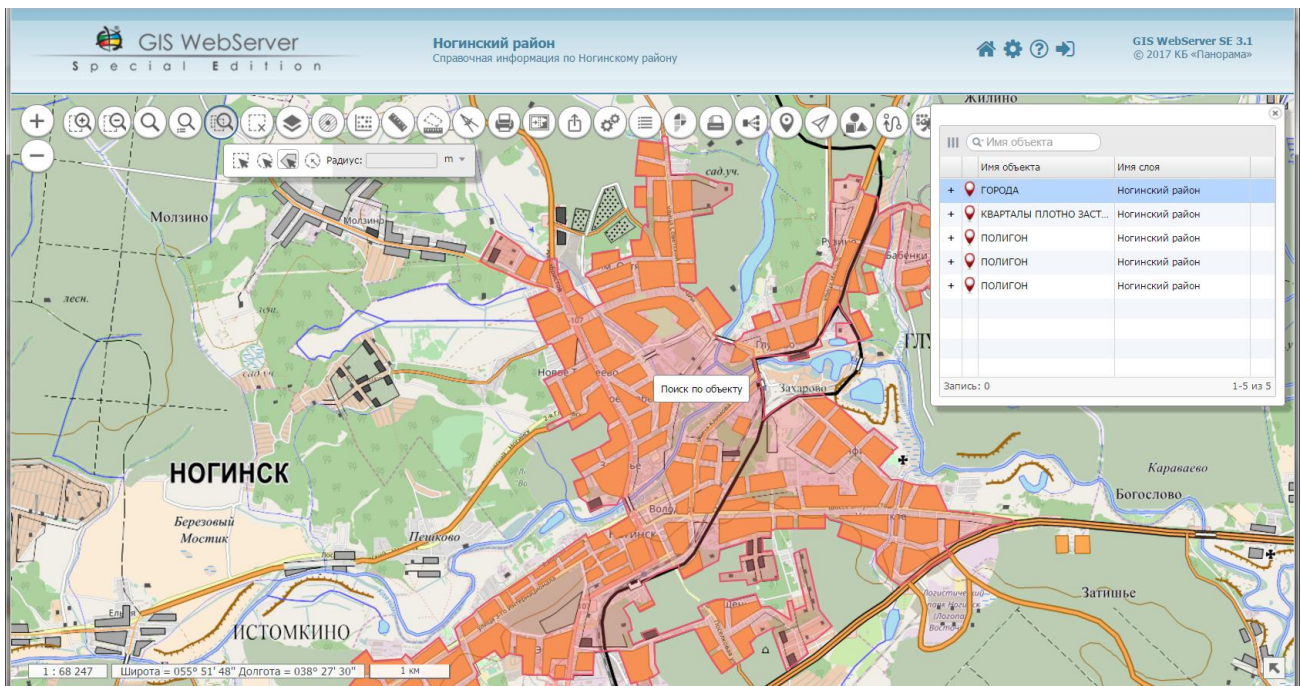 GIS WebServer
Special Edition
Ногинский район
Справочная информация по Ногинскому району
GIS WebServer SE 3.1
© 2017 КБ «Панорама»
Жилино
Радиус:
m
Имя объекта
Имя объекта
Имя слоя
+ ГОРОДА Ногинский район
+ КВАРТАЛЫ ПЛОТНО ЗАСТ... Ногинский район
+ ПОЛИГОН Ногинский район
+ ПОЛИГОН Ногинский район
+ ПОЛИГОН Ногинский район
Запись: 0
1-5 из 5
сад.уч.
Молзино
Молзино
лесн.
сад.уч.
107
Поиск по объекту
Захарово
НОГИНСК
Караваево
Богослово
Березовый
Мостик
Пешково
Затишье
ИСТОМКИНО
1 : 68 247
Широта = 055° 51' 48" Долгота = 038° 27' 30"
1 км